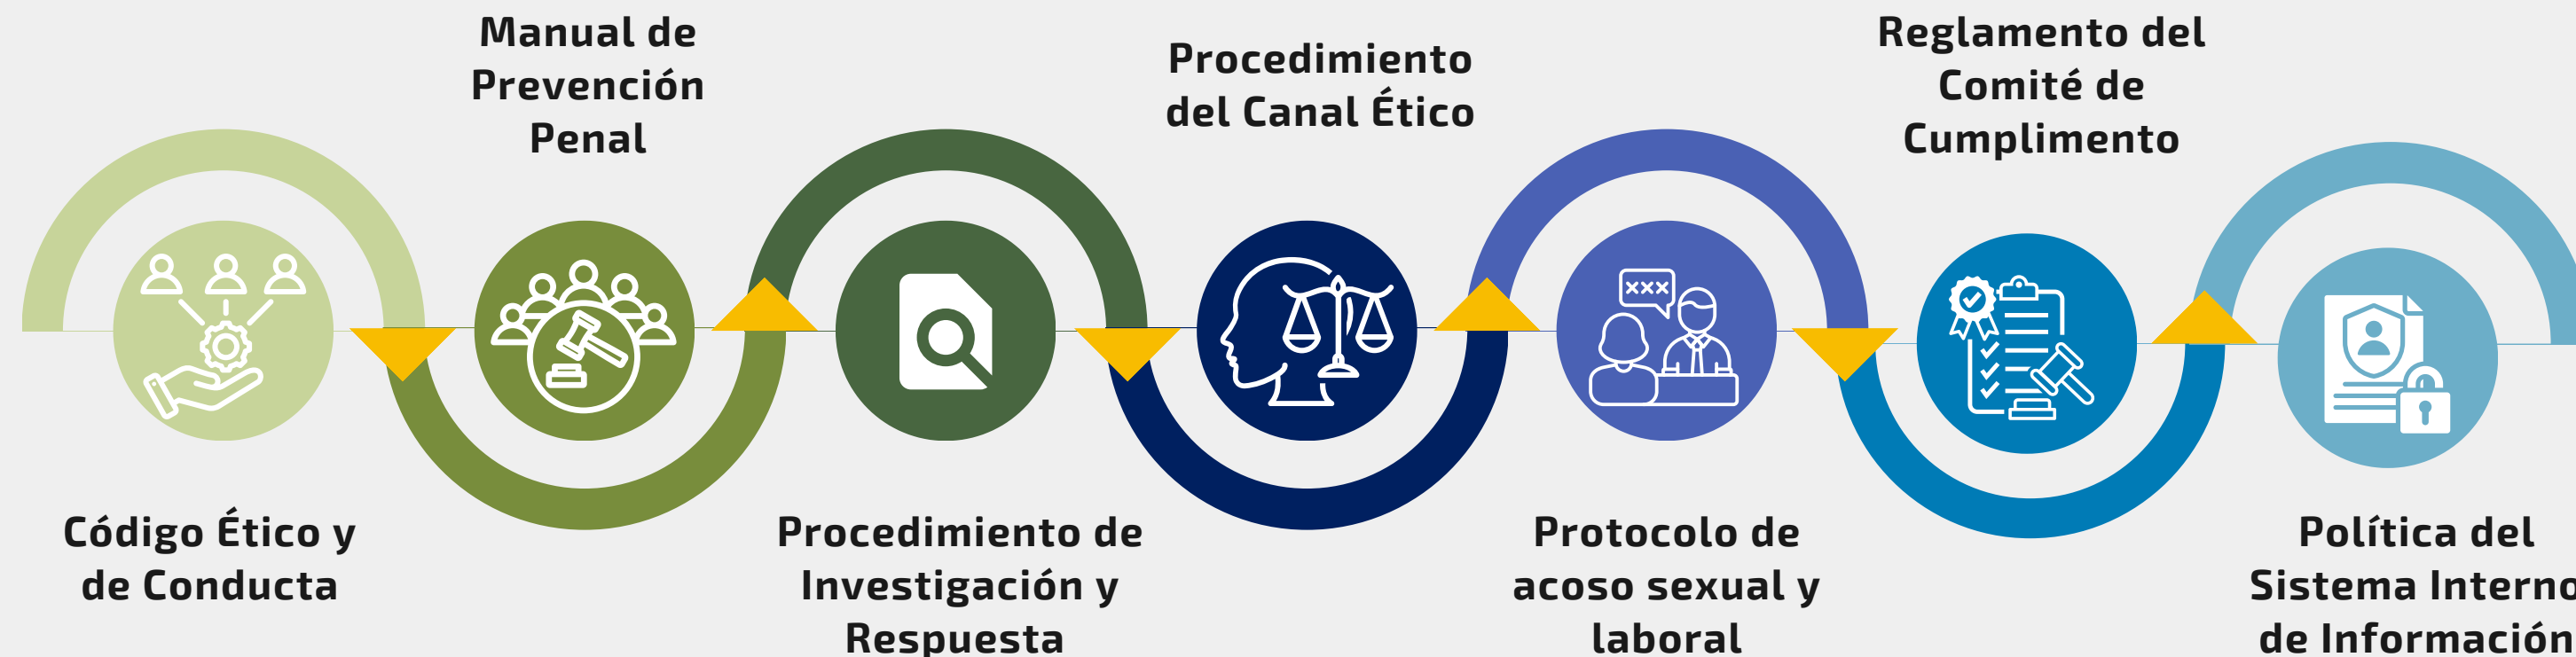 Código Ético y
de Conducta
Manual de
Prevención
Penal
Procedimiento de
Investigación y
Respuesta
Procedimiento
del Canal Ético
Protocolo de
acoso sexual y
laboral
xxx
Reglamento del
Comité de
Cumplimento
Política del
Sistema Interno
de Información